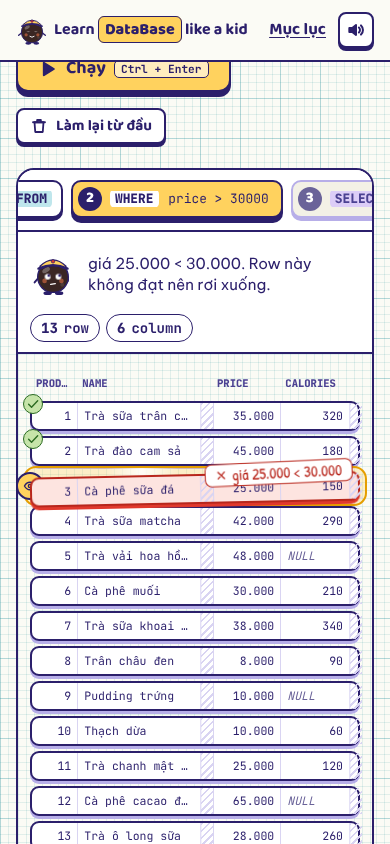 Learn DataBase like a kid Mục lục
Chạy Ctrl + Enter
Làm lại từ đầu
FROM 2 WHERE price > 30000 3 SELEC
giá 25.000 < 30.000. Row này
không đạt nên rơi xuống.
13 row 6 column
PROD… NAME PRICE CALORIES
1 Trà sữa trân c… 35.000 320
2 Trà đào cam sả 45.000 180
✕ giá 25.000 < 30.000
3 Cà phê sữa đá 25.000 150
4 Trà sữa matcha 42.000 290
5 Trà vải hoa hồ… 48.000 NULL
6 Cà phê muối 30.000 210
7 Trà sữa khoai … 38.000 340
8 Trân châu đen 8.000 90
9 Pudding trứng 10.000 NULL
10 Thạch dừa 10.000 60
11 Trà chanh mật … 25.000 120
12 Cà phê cacao đ… 65.000 NULL
13 Trà ô long sữa 28.000 260